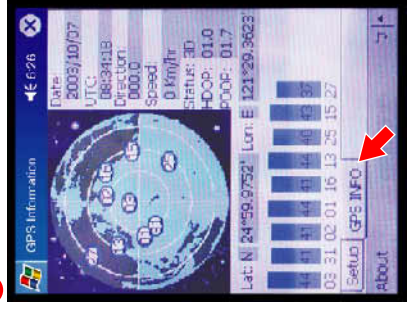 GPS Information
6:26
Date:
2003/10/07
UTC:
08:34:18
Direction:
000.0
Speed:
0 Km/hr
Status: 3D
HDOP: 01.0
PDOP: 01.7
Lat: N 24°59.9752' Lon: E 121°29.3623'
44 41 41 44 41 44 40 43 37
03 31 02 01 16 13 25 15 27
Setup GPS INFO
About